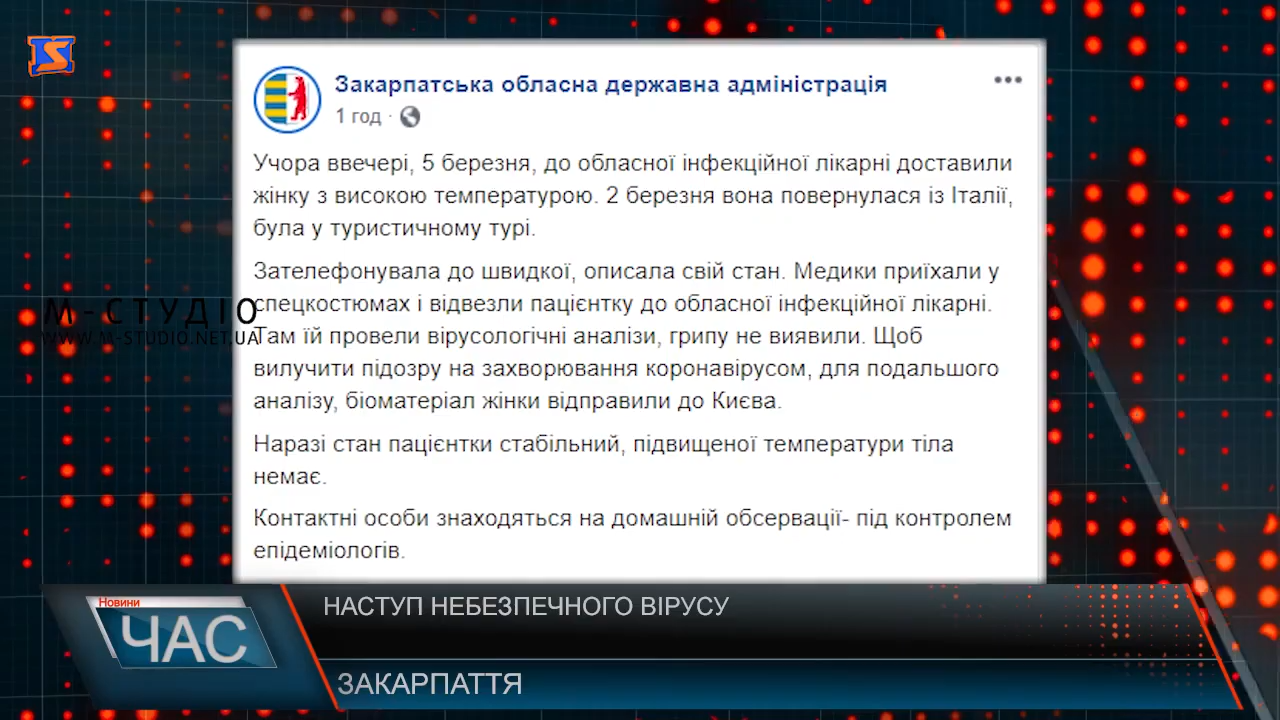 Закарпатська обласна державна адміністрація
1 год ·
Учора ввечері, 5 березня, до обласної інфекційної лікарні доставили
жінку з високою температурою. 2 березня вона повернулася із Італії,
була у туристичному турі.
Зателефонувала до швидкої, описала свій стан. Медики приїхали у
спецкостюмах і відвезли пацієнтку до обласної інфекційної лікарні.
Там їй провели вірусологічні аналізи, грипу не виявили. Щоб
вилучити підозру на захворювання коронавірусом, для подальшого
аналізу, біоматеріал жінки відправили до Києва.
Наразі стан пацієнтки стабільний, підвищеної температури тіла
немає.
Контактні особи знаходяться на домашній обсервації- під контролем
епідеміологів.
М-СТУДІО
WWW.M-STUDIO.NET.UA
Новини
ЧАС
НАСТУП НЕБЕЗПЕЧНОГО ВІРУСУ
ЗАКАРПАТТЯ